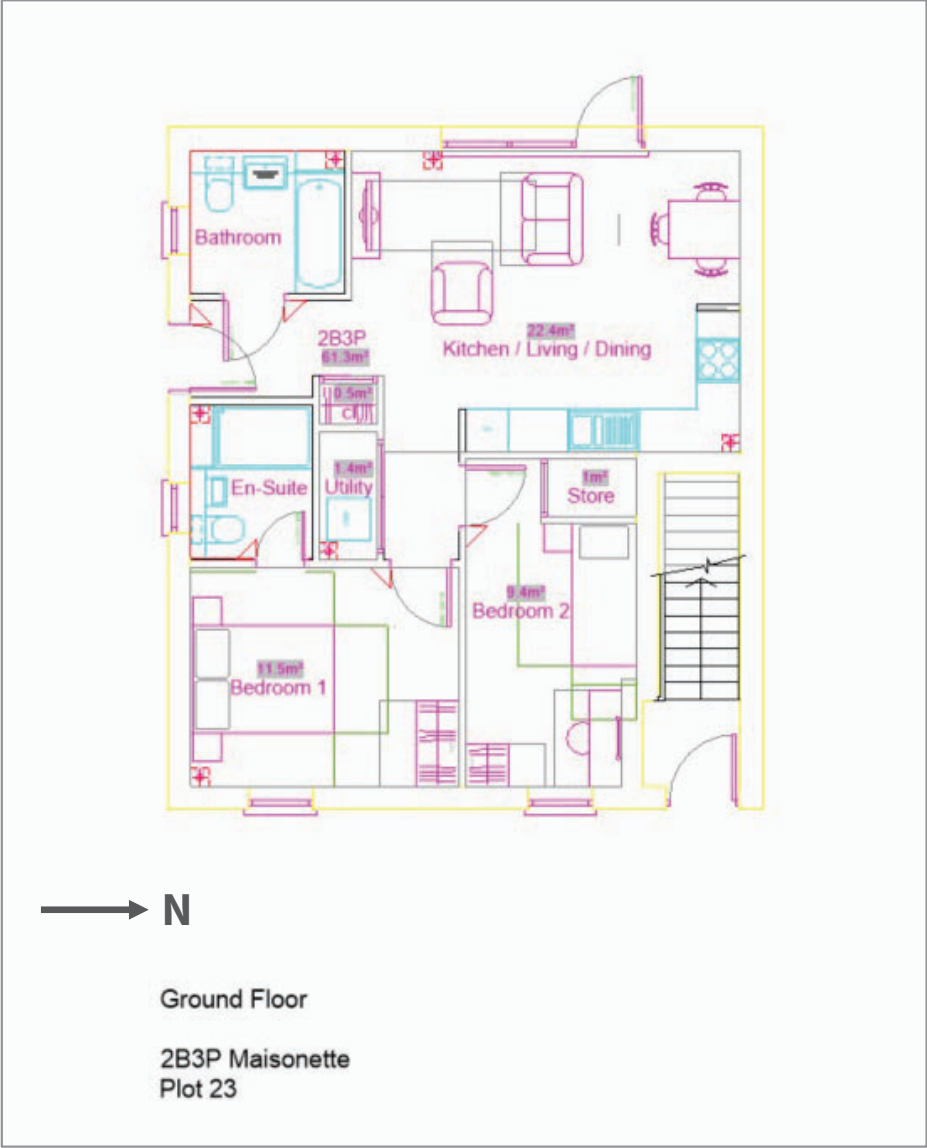 Bathroom
2B3P
61.3m²
22.4m²
Kitchen / Living / Dining
0.5m²
1.4m²
Utility
En-Suite
1m²
Store
9.4m²
Bedroom 2
11.5m²
Bedroom 1
N
Ground Floor
2B3P Maisonette
Plot 23